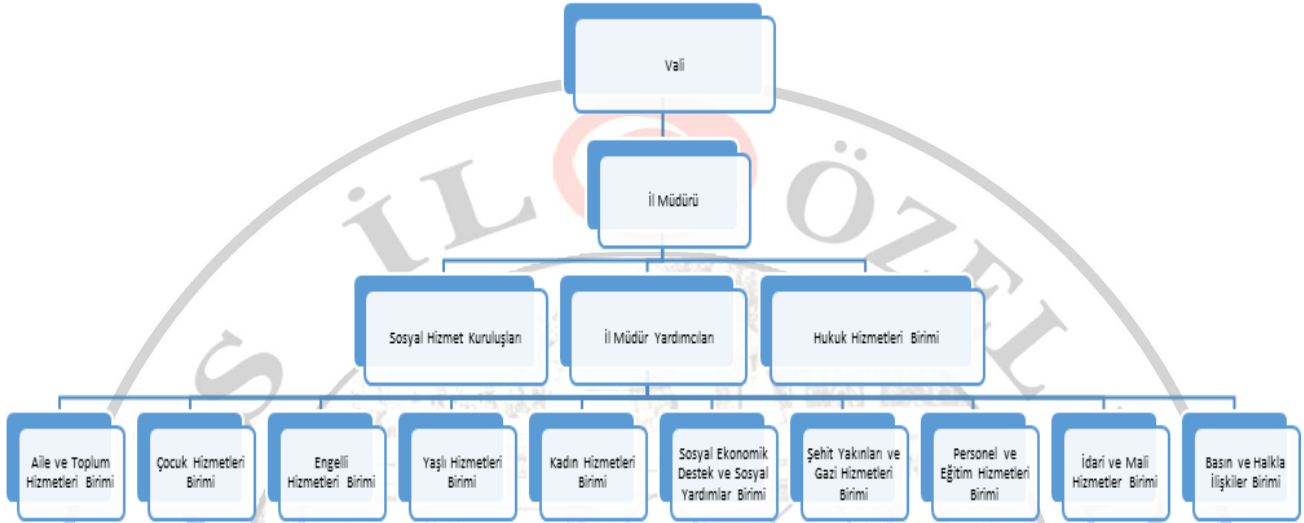 Vali
İL ÖZEL
İl Müdürü
S
Sosyal Hizmet Kuruluşları
İl Müdür Yardımcıları
Hukuk Hizmetleri Birimi
Aile ve Toplum
Hizmetleri Birimi
Çocuk Hizmetleri
Birimi
Engelli
Hizmetleri Birimi
Yaşlı Hizmetleri
Birimi
Kadın Hizmetleri
Birimi
Sosyal Ekonomik
Destek ve Sosyal
Yardımlar Birimi
Şehit Yakınları ve
Gazi Hizmetleri
Birimi
Personel ve
Eğitim Hizmetleri
Birimi
İdari ve Mali
Hizmetler Birimi
Basın ve Halkla
İlişkiler Birimi